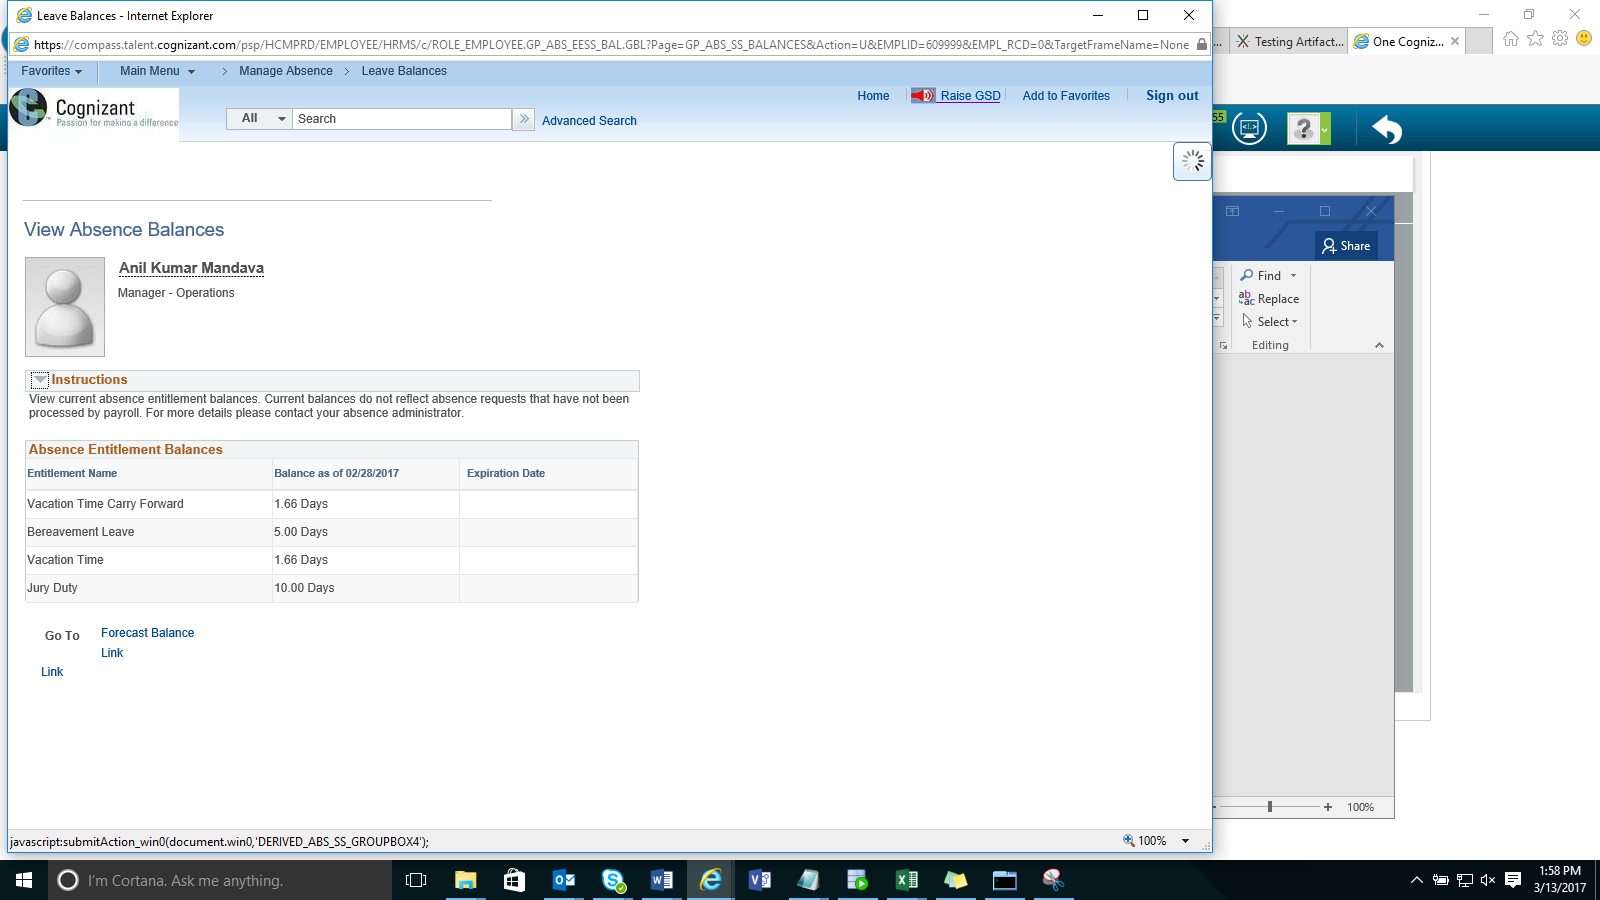 Leave Balances - Internet Explorer
https://compass.talent.cognizant.com/psp/HCMPRD/EMPLOYEE/HRMS/c/ROLE_EMPLOYEE.GP_ABS_EESS_BAL.GBL?Page=GP_ABS_SS_BALANCES&Action=U&EMPLID=609999&EMPL_RCD=0&TargetFrameName=None
... Testing Artifact... One Cogniz...
Favorites Main Menu > Manage Absence > Leave Balances
Cognizant
Passion for making a difference
Home Raise GSD Add to Favorites Sign out
All Search >> Advanced Search
55
?
View Absence Balances
Anil Kumar Mandava
Manager - Operations
Share
Find
Replace
Select
Editing
Instructions
View current absence entitlement balances. Current balances do not reflect absence requests that have not been
processed by payroll. For more details please contact your absence administrator.
Absence Entitlement Balances
Entitlement Name Balance as of 02/28/2017 Expiration Date
Vacation Time Carry Forward 1.66 Days
Bereavement Leave 5.00 Days
Vacation Time 1.66 Days
Jury Duty 10.00 Days
Go To Forecast Balance
Link
Link
100%
javascript:submitAction_win0(document.win0,'DERIVED_ABS_SS_GROUPBOX4');
100%
I'm Cortana. Ask me anything.
1:58 PM
3/13/2017